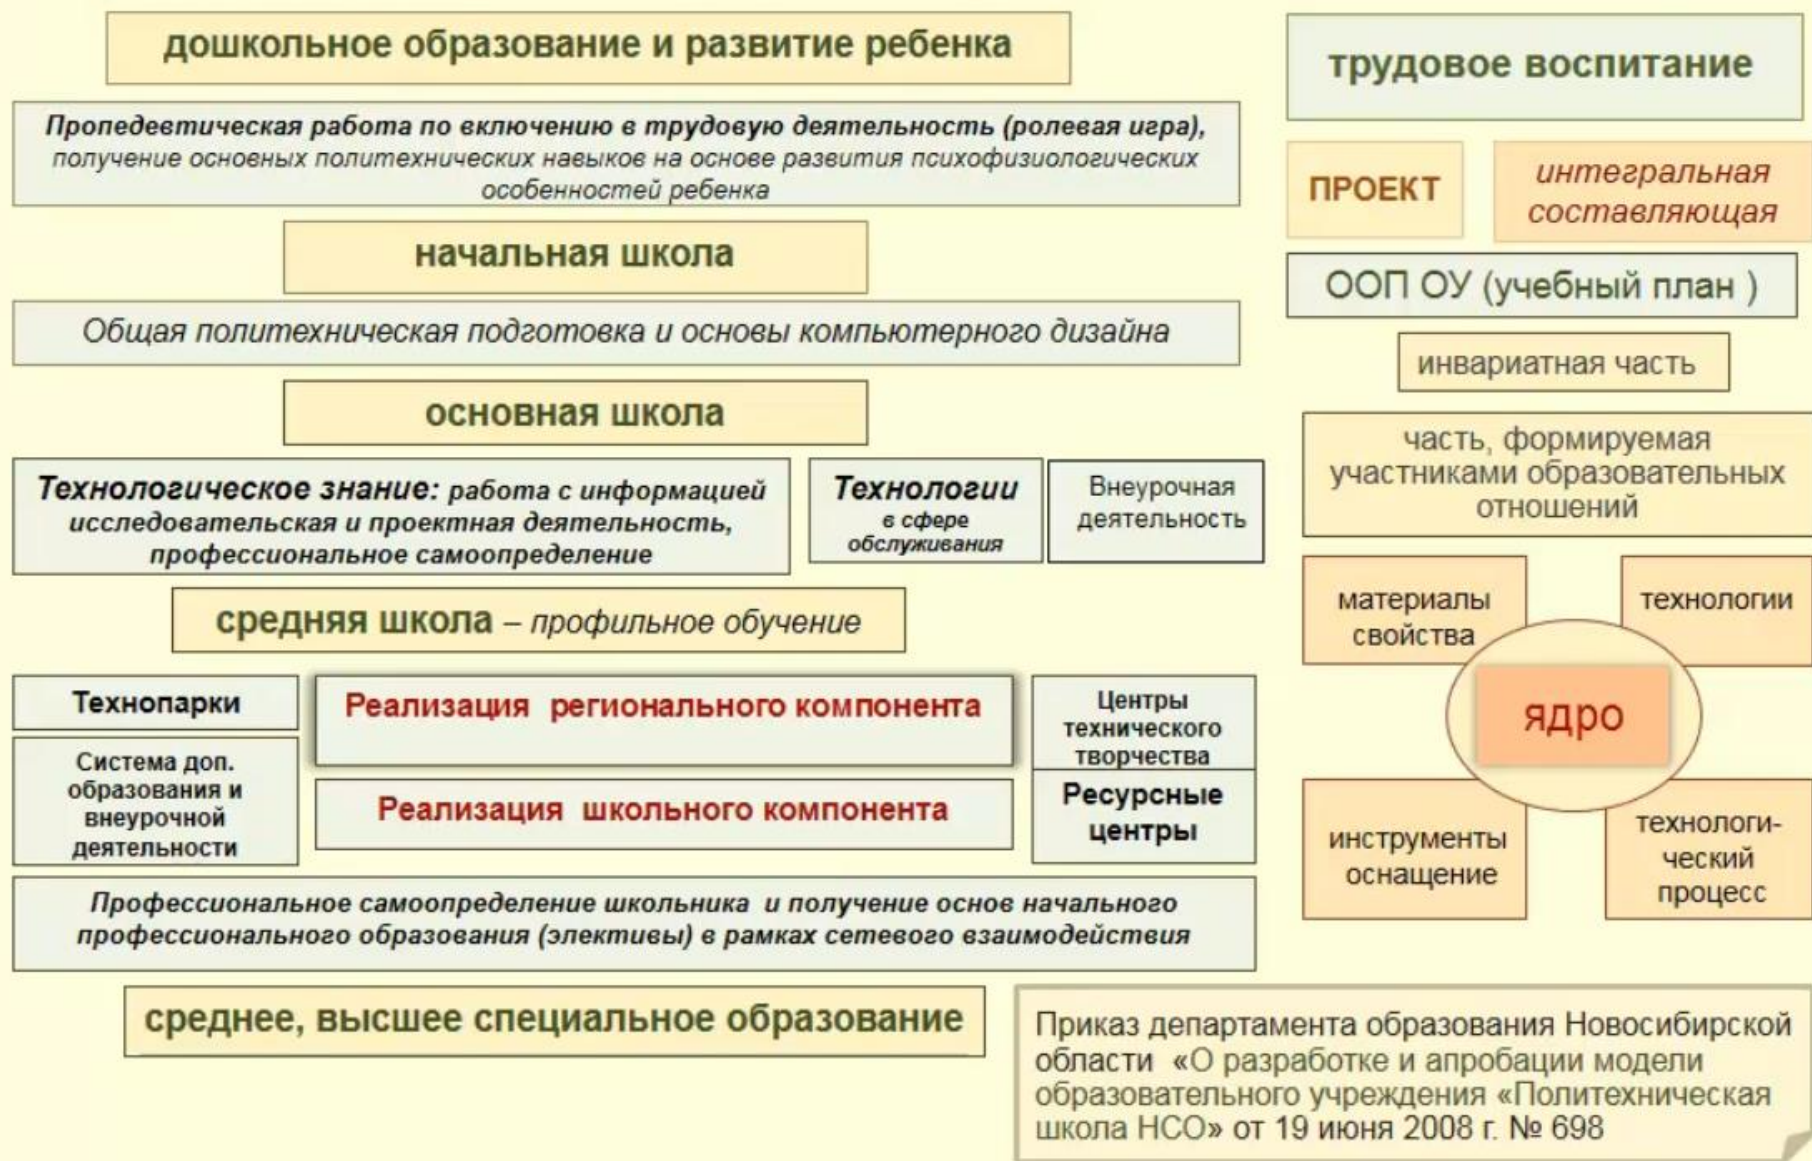 дошкольное образование и развитие ребенка
Пропедевтическая работа по включению в трудовую деятельность (ролевая игра),
получение основных политехнических навыков на основе развития психофизиологических
особенностей ребенка
начальная школа
Общая политехническая подготовка и основы компьютерного дизайна
основная школа
Технологическое знание: работа с информацией
исследовательская и проектная деятельность,
профессиональное самоопределение
Технологии
в сфере
обслуживания
Внеурочная
деятельность
средняя школа – профильное обучение
Технопарки
Система доп.
образования и
внеурочной
деятельности
Реализация регионального компонента
Реализация школьного компонента
Центры
технического
творчества
Ресурсные
центры
Профессиональное самоопределение школьника и получение основ начального
профессионального образования (элективы) в рамках сетевого взаимодействия
среднее, высшее специальное образование
трудовое воспитание
ПРОЕКТ
интегральная
составляющая
ООП ОУ (учебный план )
инвариатная часть
часть, формируемая
участниками образовательных
отношений
материалы
свойства
технологии
ядро
инструменты
оснащение
технологи-
ческий
процесс
Приказ департамента образования Новосибирской
области «О разработке и апробации модели
образовательного учреждения «Политехническая
школа НСО» от 19 июня 2008 г. № 698